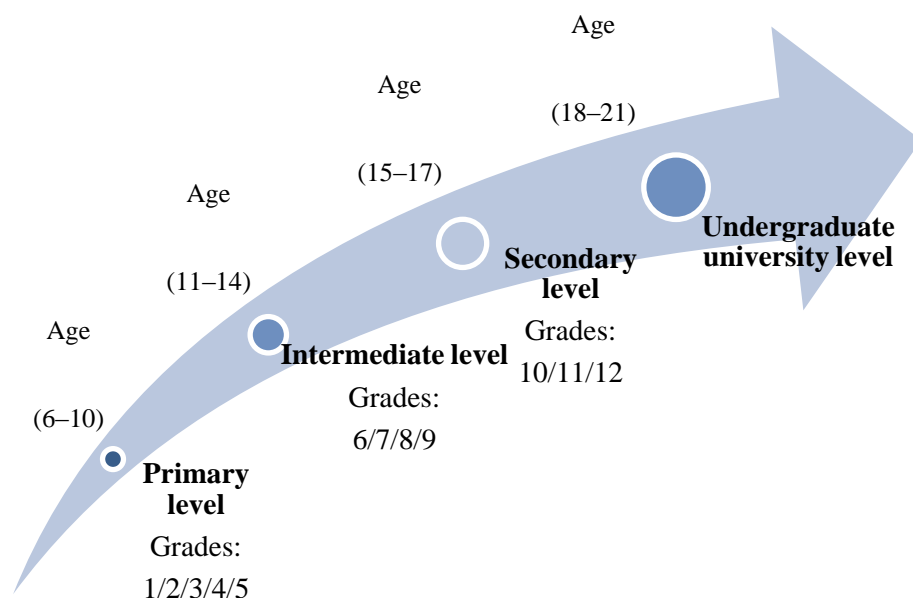 Age
(6–10)
Primary
level
Grades:
1/2/3/4/5
Age
(11–14)
Intermediate level
Grades:
6/7/8/9
Age
(15–17)
Secondary
level
Grades:
10/11/12
Age
(18–21)
Undergraduate
university level